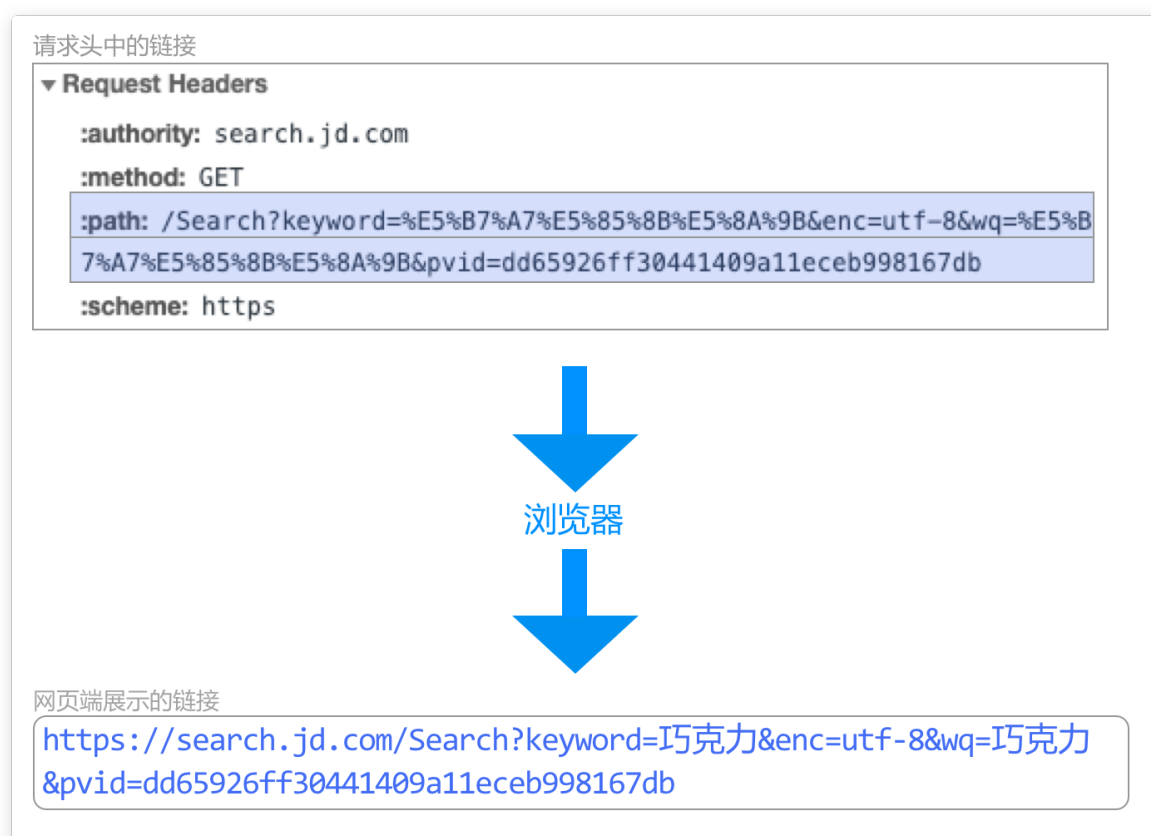 请求头中的链接
Request Headers
:authority: search.jd.com
:method: GET
:path: /Search?keyword=%E5%B7%A7%E5%85%8B%E5%8A%9B&enc=utf-8&wq=%E5%B
7%A7%E5%85%8B%E5%8A%9B&pvid=dd65926ff30441409a11eceb998167db
:scheme: https
浏览器
网页端展示的链接
https://search.jd.com/Search?keyword=巧克力&enc=utf-8&wq=巧克力
&pvid=dd65926ff30441409a11eceb998167db